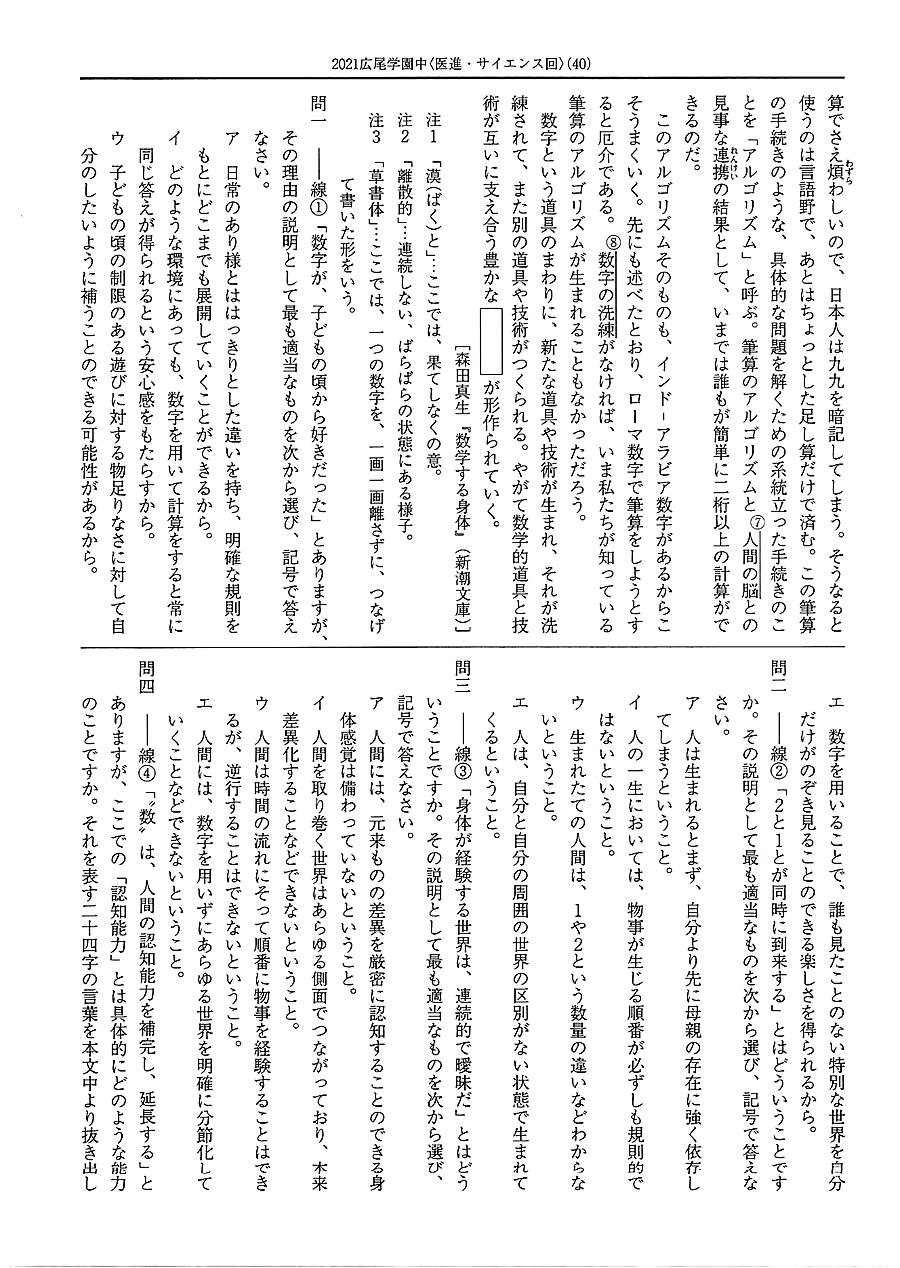 2021広尾学園中〈医進・サイエンス回〉(40)
算でさえ煩わしいので、日本人は九九を暗記してしまう。そうなると
わずら
使うのは言語野で、あとはちょっとした足し算だけで済む。この筆算
の手続きのような、具体的な問題を解くための系統立った手続きのこ
とを「アルゴリズム」と呼ぶ。筆算のアルゴリズムと⑦人間の脳との
見事な連携の結果として、いまでは誰もが簡単に二桁以上の計算がで
れんけい
きるのだ。
このアルゴリズムそのものも、インド-アラビア数字があるからこ
そうまくいく。先にも述べたとおり、ローマ数字で筆算をしようとす
ると厄介である。⑧数字の洗練がなければ、いま私たちが知っている
筆算のアルゴリズムが生まれることもなかっただろう。
数字という道具のまわりに、新たな道具や技術が生まれ、それが洗
練されて、また別の道具や技術がつくられる。やがて数学的道具と技
術が互いに支え合う豊かな
が形作られていく。
［森田真生『数学する身体』（新潮文庫）］
注1 「漠（ばく）と」…ここでは、果てしなくの意。
注2 「離散的」…連続しない、ばらばらの状態にある様子。
注3 「草書体」…ここでは、一つの数字を、一画一画離さずに、つなげ
て書いた形をいう。
問一 ――線①「数字が、子どもの頃から好きだった」とありますが、
その理由の説明として最も適当なものを次から選び、記号で答え
なさい。
ア 日常のあり様とははっきりとした違いを持ち、明確な規則を
もとにどこまでも展開していくことができるから。
イ どのような環境にあっても、数字を用いて計算をすると常に
同じ答えが得られるという安心感をもたらすから。
ウ 子どもの頃の制限のある遊びに対する物足りなさに対して自
分のしたいように補うことのできる可能性があるから。
エ 数字を用いることで、誰も見たことのない特別な世界を自分
だけがのぞき見ることのできる楽しさを得られるから。
問二 ――線②「2と1とが同時に到来する」とはどういうことです
か。その説明として最も適当なものを次から選び、記号で答えな
さい。
ア 人は生まれるとまず、自分より先に母親の存在に強く依存し
てしまうということ。
イ 人の一生においては、物事が生じる順番が必ずしも規則的で
はないということ。
ウ 生まれたての人間は、1や2という数量の違いなどわからな
いということ。
エ 人は、自分と自分の周囲の世界の区別がない状態で生まれて
くるということ。
問三 ――線③「身体が経験する世界は、連続的で曖昧だ」とはどう
いうことですか。その説明として最も適当なものを次から選び、
記号で答えなさい。
ア 人間には、元来ものの差異を厳密に認知することのできる身
体感覚は備わっていないということ。
イ 人間を取り巻く世界はあらゆる側面でつながっており、本来
差異化することなどできないということ。
ウ 人間は時間の流れにそって順番に物事を経験することはでき
るが、逆行することはできないということ。
エ 人間には、数字を用いずにあらゆる世界を明確に分節化して
いくことなどできないということ。
問四 ――線④「〝数〟は、人間の認知能力を補完し、延長する」と
ありますが、ここでの「認知能力」とは具体的にどのような能力
のことですか。それを表す二十四字の言葉を本文中より抜き出し